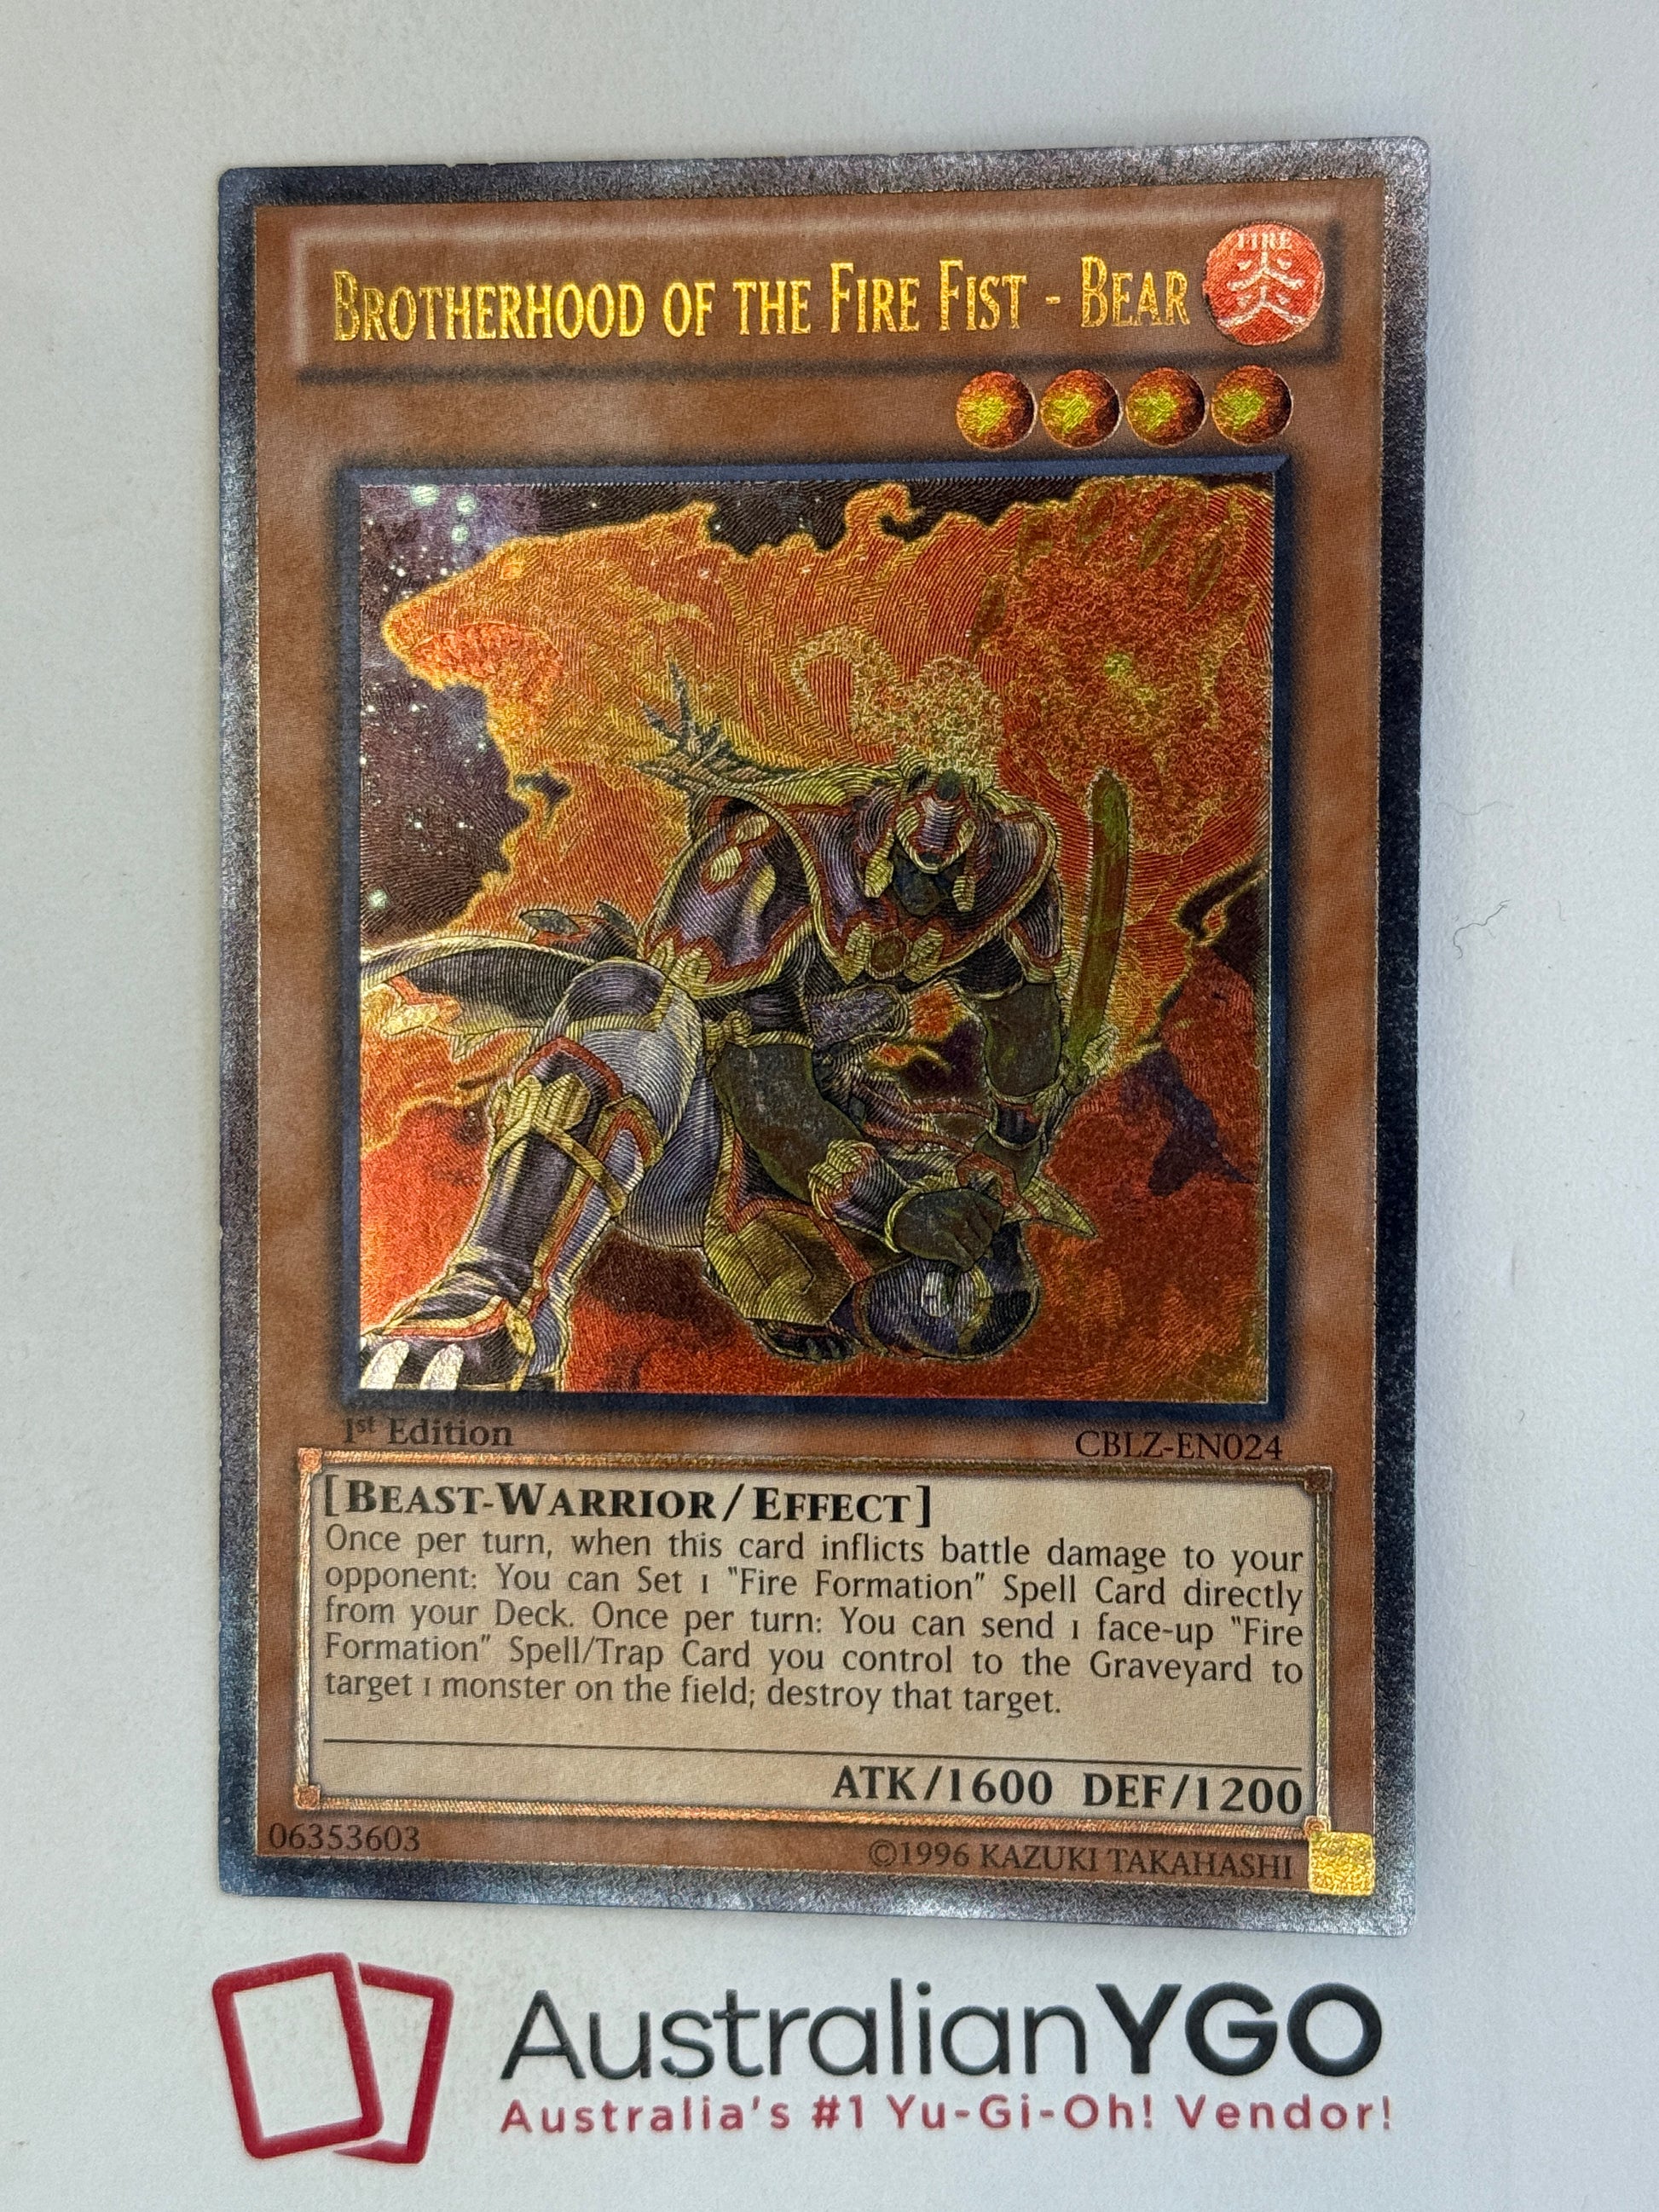 BROTHERHOOD OF THE FIRE FIST - BEAR
FIRE
炎
1st Edition
CBLZ-EN024
[BEAST-WARRIOR/EFFECT]
Once per turn, when this card inflicts battle damage to your
opponent: You can Set 1 "Fire Formation" Spell Card directly
from your Deck. Once per turn: You can send 1 face-up "Fire
Formation" Spell/Trap Card you control to the Graveyard to
target 1 monster on the field; destroy that target.
ATK/1600 DEF/1200
06353603
©1996 KAZUKI TAKAHASHI
AustralianYGO
Australia's #1 Yu-Gi-Oh! Vendor!